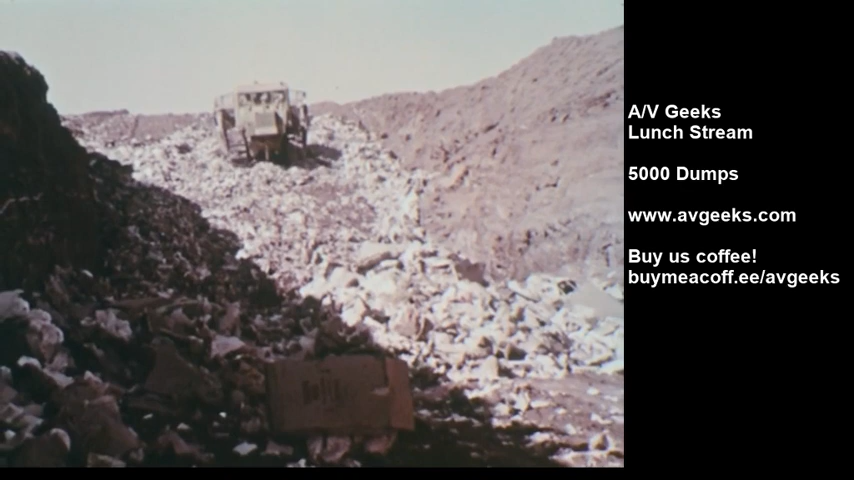 A/V Geeks
Lunch Stream
5000 Dumps
www.avgeeks.com
Buy us coffee!
buymeacoff.ee/avgeeks